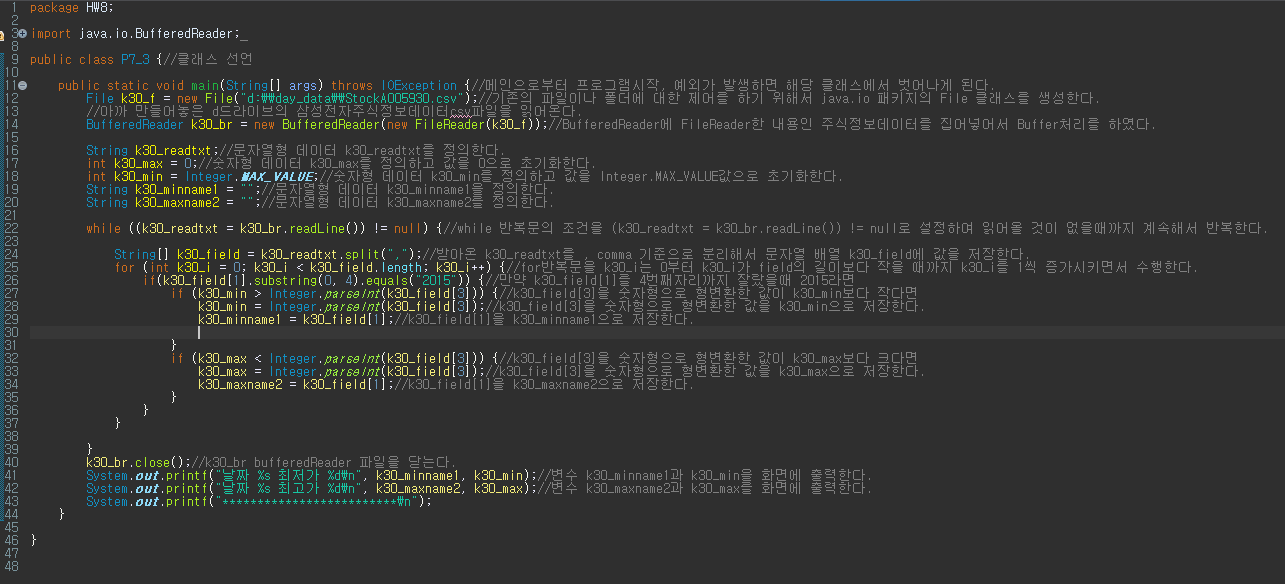 1 package HW8;
2
3 import java.io.BufferedReader;
8
9 public class P7_3 {//클래스 선언
10
11 public static void main(String[] args) throws IOException {//메인으로부터 프로그램시작, 예외가 발생하면 해당 클래스에서 벗어나게 된다.
12 File k30_f = new File("d:\\day_data\\StockA005930.csv");//기존의 파일이나 폴더에 대한 제어를 하기 위해서 java.io 패키지의 File 클래스를 생성한다.
13 //아까 만들어놓은 d드라이브의 삼성전자주식정보데이터csv파일을 읽어온다.
14 BufferedReader k30_br = new BufferedReader(new FileReader(k30_f));//BufferedReader에 FileReader한 내용인 주식정보데이터를 집어넣어서 Buffer처리를 하였다.
15
16 String k30_readtxt;//문자열형 데이터 k30_readtxt를 정의한다.
17 int k30_max = 0;//숫자형 데이터 k30_max를 정의하고 값을 0으로 초기화한다.
18 int k30_min = Integer.MAX_VALUE;//숫자형 데이터 k30_min를 정의하고 값을 Integer.MAX_VALUE값으로 초기화한다.
19 String k30_minname1 = "";//문자열형 데이터 k30_minname1을 정의한다.
20 String k30_maxname2 = "";//문자열형 데이터 k30_maxname2를 정의한다.
21
22 while ((k30_readtxt = k30_br.readLine()) != null) {//while 반복문의 조건을 (k30_readtxt = k30_br.readLine()) != null로 설정하여 읽어올 것이 없을때까지 계속해서 반복한다.
23
24 String[] k30_field = k30_readtxt.split(",");//받아온 k30_readtxt를 , comma 기준으로 분리해서 문자열 배열 k30_field에 값을 저장한다.
25 for (int k30_i = 0; k30_i < k30_field.length; k30_i++) {//for반복문을 k30_i는 0부터 k30_i가 field의 길이보다 작을 때까지 k30_i를 1씩 증가시키면서 수행한다.
26 if(k30_field[1].substring(0, 4).equals("2015")) {//만약 k30_field[1]을 4번째자리까지 잘랐을때 2015라면
27 if (k30_min > Integer.parseInt(k30_field[3])) {//k30_field[3]을 숫자형으로 형변환한 값이 k30_min보다 작다면
28 k30_min = Integer.parseInt(k30_field[3]);//k30_field[3]을 숫자형으로 형변환한 값을 k30_min으로 저장한다.
29 k30_minname1 = k30_field[1];//k30_field[1]을 k30_minname1으로 저장한다.
30
31 }
32 if (k30_max < Integer.parseInt(k30_field[3])) {//k30_field[3]을 숫자형으로 형변환한 값이 k30_max보다 크다면
33 k30_max = Integer.parseInt(k30_field[3]);//k30_field[3]을 숫자형으로 형변환한 값을 k30_max으로 저장한다.
34 k30_maxname2 = k30_field[1];//k30_field[1]을 k30_maxname2으로 저장한다.
35 }
36 }
37 }
38
39 }
40 k30_br.close();//k30_br bufferedReader 파일을 닫는다.
41 System.out.printf("날짜 %s 최저가 %d\n", k30_minname1, k30_min);//변수 k30_minname1과 k30_min을 화면에 출력한다.
42 System.out.printf("날짜 %s 최고가 %d\n", k30_maxname2, k30_max);//변수 k30_maxname2과 k30_max를 화면에 출력한다.
43 System.out.printf("*************************\n");
44 }
45
46 }
47
48